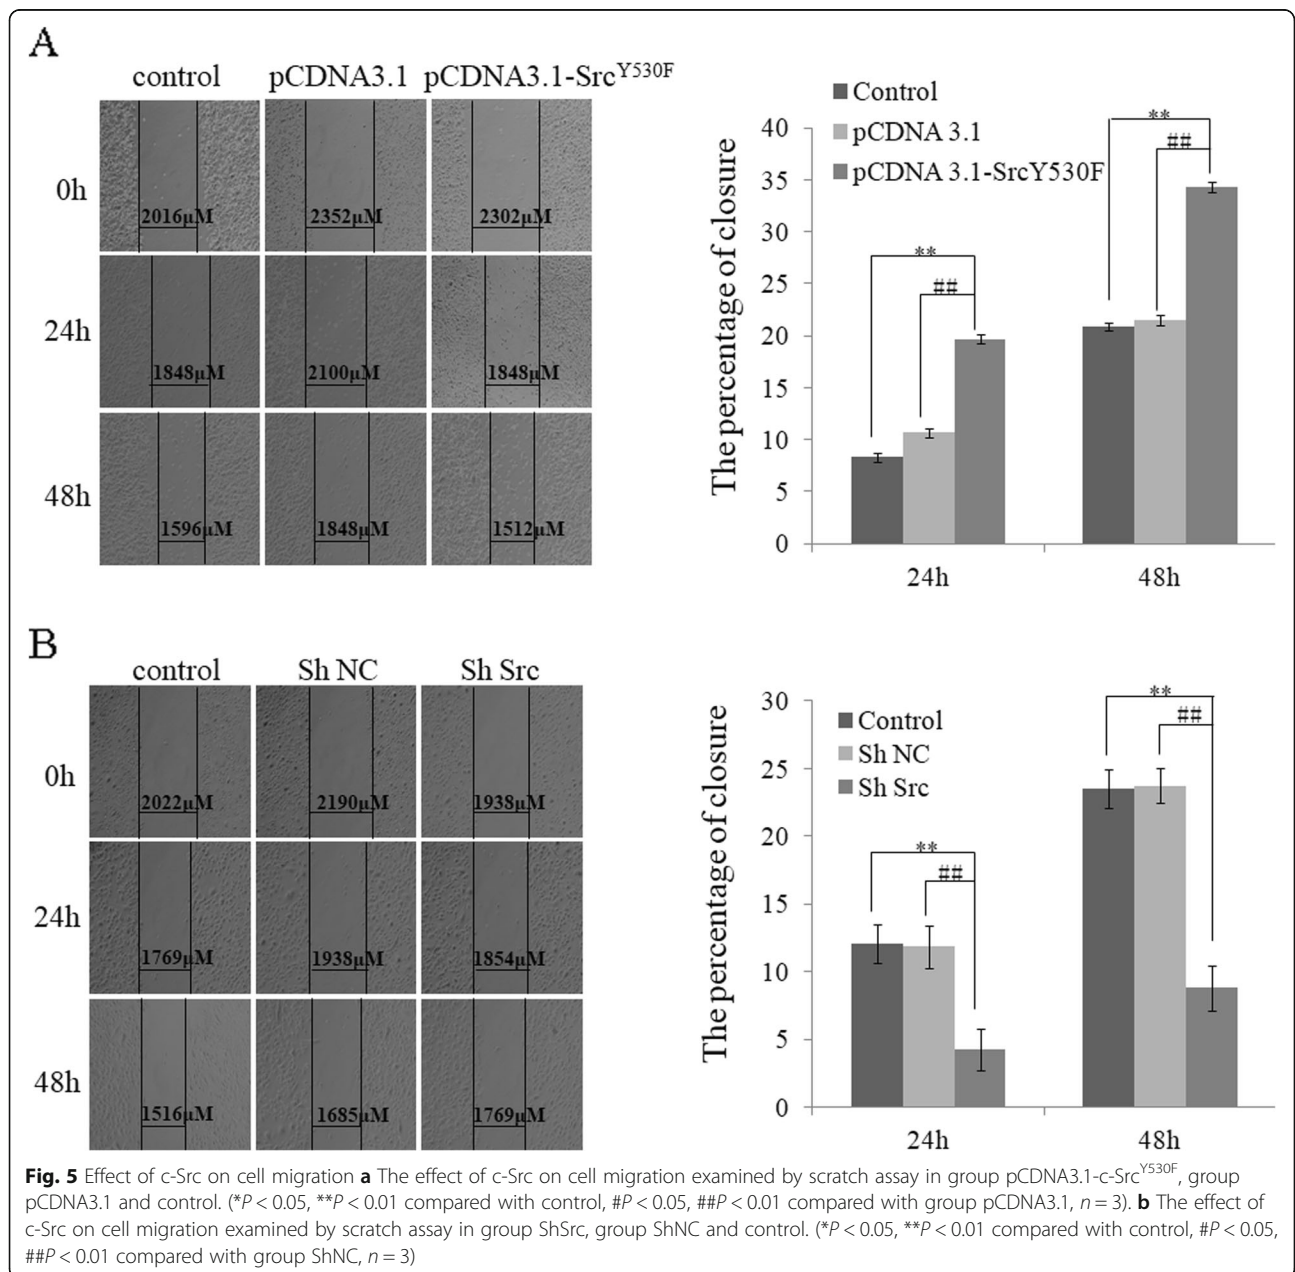 A
control pCDNA3.1 pCDNA3.1-Src^Y530F
0h
2016μM 2352μM 2302μM
24h
1848μM 2100μM 1848μM
48h
1596μM 1848μM 1512μM
The percentage of closure
Control
pCDNA 3.1
pCDNA 3.1-SrcY530F
40
35
30
25
20
15
10
5
0
** ##
** ##
24h 48h
B
control Sh NC Sh Src
0h
2022μM 2190μM 1938μM
24h
1769μM 1938μM 1854μM
48h
1516μM 1685μM 1769μM
The percentage of closure
Control
Sh NC
Sh Src
30
25
20
15
10
5
0
** ##
** ##
24h 48h
Fig. 5 Effect of c-Src on cell migration a The effect of c-Src on cell migration examined by scratch assay in group pCDNA3.1-c-Src^Y530F, group
pCDNA3.1 and control. (*P < 0.05, **P < 0.01 compared with control, #P < 0.05, ##P < 0.01 compared with group pCDNA3.1, n = 3). b The effect of
c-Src on cell migration examined by scratch assay in group ShSrc, group ShNC and control. (*P < 0.05, **P < 0.01 compared with control, #P < 0.05,
##P < 0.01 compared with group ShNC, n = 3)